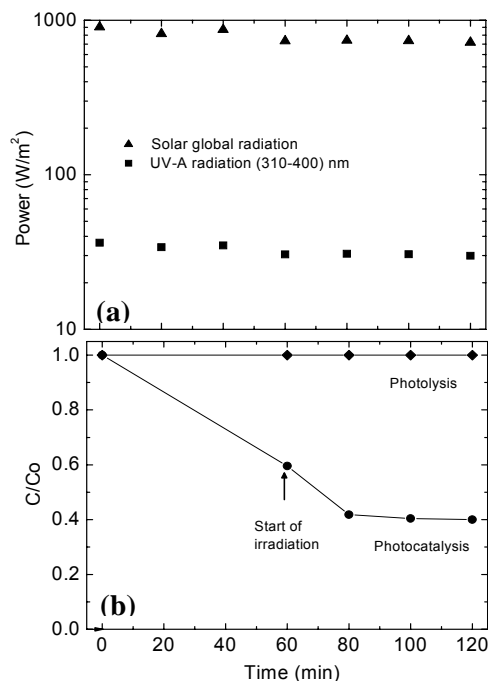 1000
100
10
Power (W/m²)
Solar global radiation
UV-A radiation (310-400) nm
(a)
1.0
0.8
0.6
0.4
0.2
0.0
C/Co
Photolysis
Start of
irradiation
Photocatalysis
(b)
0 20 40 60 80 100 120
Time (min)